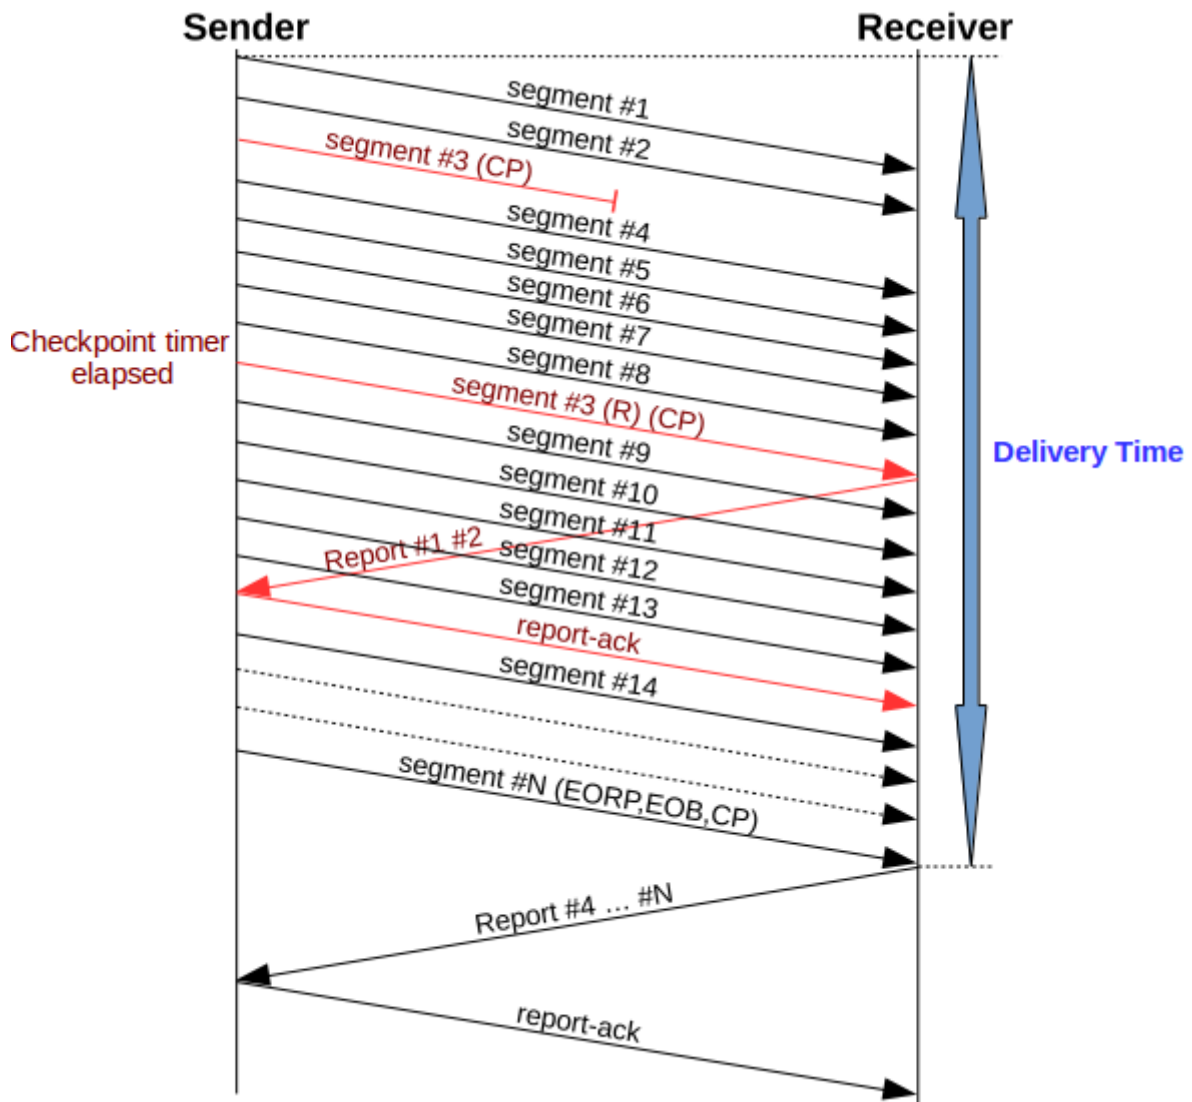 Sender
Receiver
segment #1
segment #2
segment #3 (CP)
segment #4
segment #5
segment #6
segment #7
Checkpoint timer
elapsed
segment #8
segment #3 (R) (CP)
segment #9
Delivery Time
segment #10
segment #11
Report #1 #2
segment #12
segment #13
report-ack
segment #14
segment #N (EORP,EOB,CP)
Report #4 ... #N
report-ack